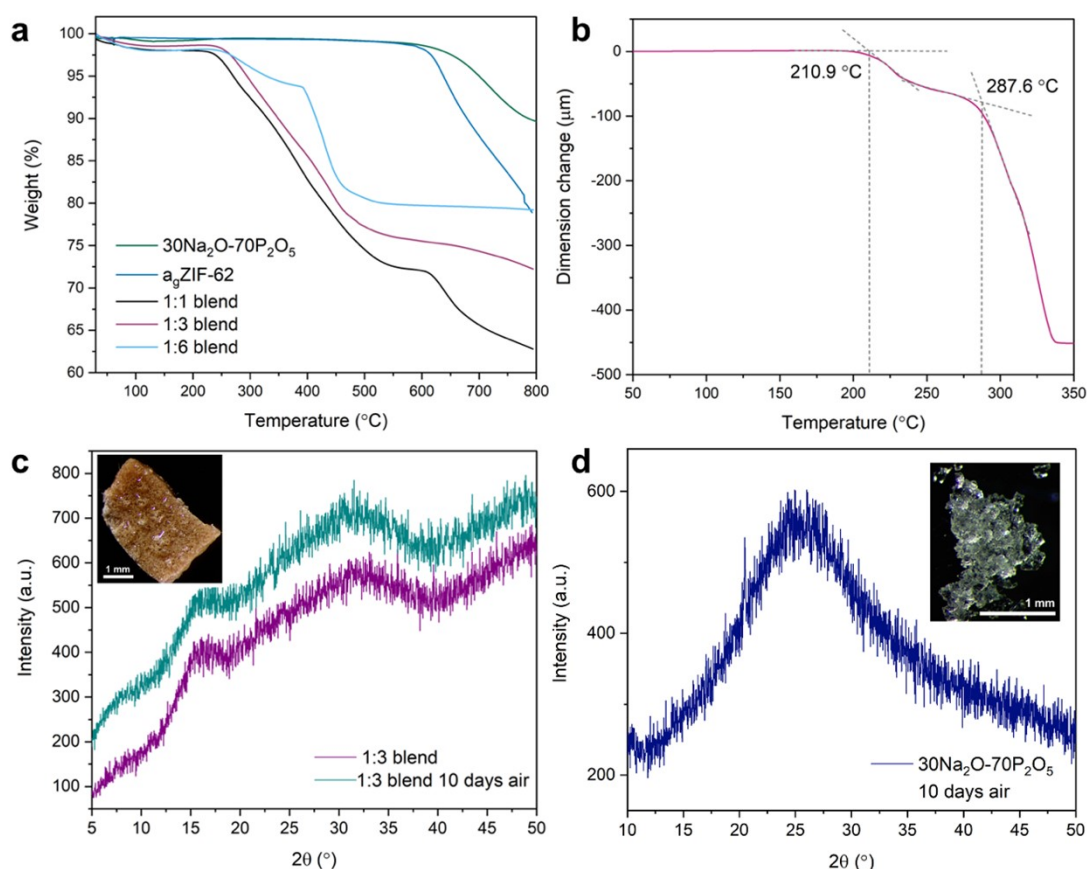 a
100
95
90
85
80
75
70
65
60
Weight (%)
30Na₂O-70P₂O₅
a_gZIF-62
1:1 blend
1:3 blend
1:6 blend
100 200 300 400 500 600 700 800
Temperature (°C)
b
0
-100
-200
-300
-400
-500
Dimension change (μm)
210.9 °C
287.6 °C
50 100 150 200 250 300 350
Temperature (°C)
c
800
700
600
500
400
300
200
100
Intensity (a.u.)
1 mm
1:3 blend
1:3 blend 10 days air
5 10 15 20 25 30 35 40 45 50
2θ (°)
d
600
400
200
Intensity (a.u.)
1 mm
30Na₂O-70P₂O₅
10 days air
10 15 20 25 30 35 40 45 50
2θ (°)